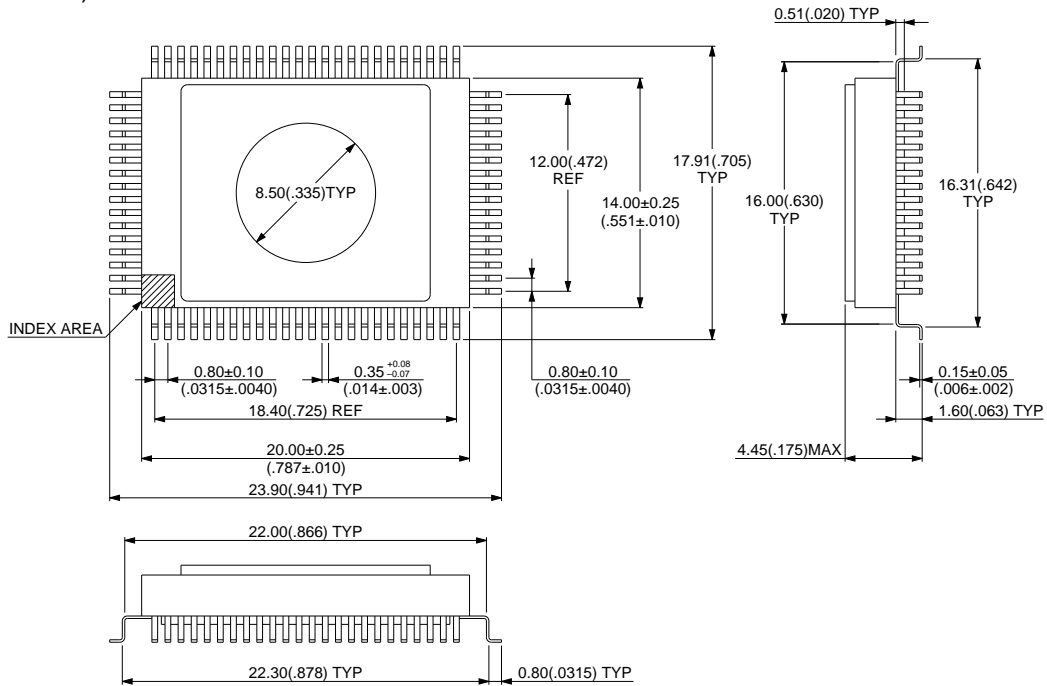 0.51(.020) TYP
8.50(.335)TYP
12.00(.472)
REF
14.00±0.25
(.551±.010)
17.91(.705)
TYP
16.00(.630)
TYP
16.31(.642)
TYP
INDEX AREA
0.80±0.10
(.0315±.0040)
0.35 +0.08
-0.07
(.014±.003)
0.80±0.10
(.0315±.0040)
0.15±0.05
(.006±.002)
18.40(.725) REF
1.60(.063) TYP
20.00±0.25
(.787±.010)
4.45(.175)MAX
23.90(.941) TYP
22.00(.866) TYP
22.30(.878) TYP
0.80(.0315) TYP